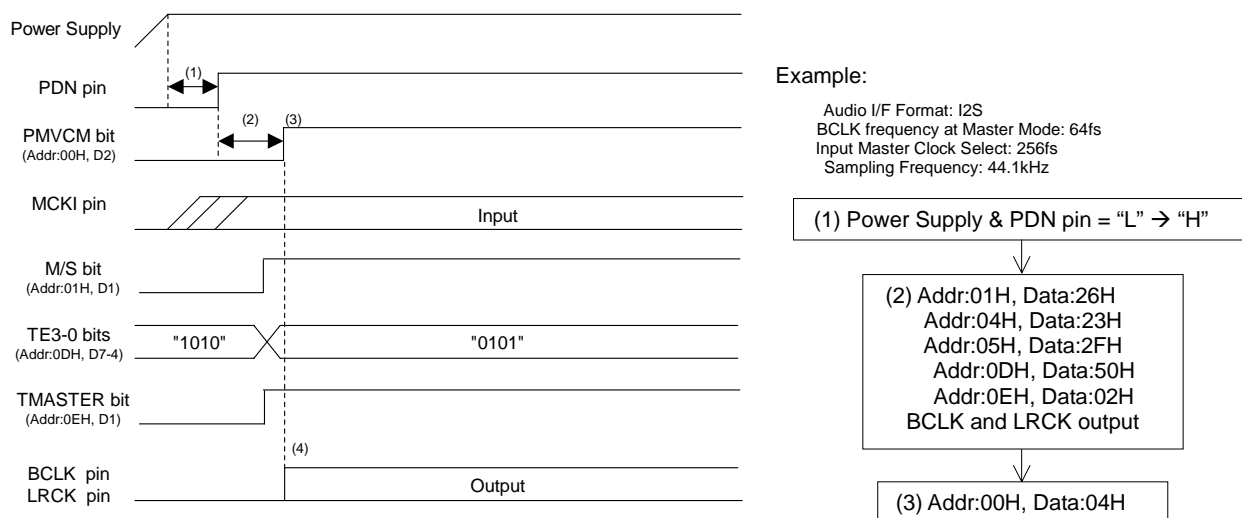 Power Supply
(1)
PDN pin
(2)
(3)
PMVCM bit
(Addr:00H, D2)
MCKI pin
Input
M/S bit
(Addr:01H, D1)
TE3-0 bits
(Addr:0DH, D7-4)
"1010"
"0101"
TMASTER bit
(Addr:0EH, D1)
(4)
BCLK pin
LRCK pin
Output
Example:
Audio I/F Format: I2S
BCLK frequency at Master Mode: 64fs
Input Master Clock Select: 256fs
Sampling Frequency: 44.1kHz
(1) Power Supply & PDN pin = “L” → “H”
(2) Addr:01H, Data:26H
Addr:04H, Data:23H
Addr:05H, Data:2FH
Addr:0DH, Data:50H
Addr:0EH, Data:02H
BCLK and LRCK output
(3) Addr:00H, Data:04H